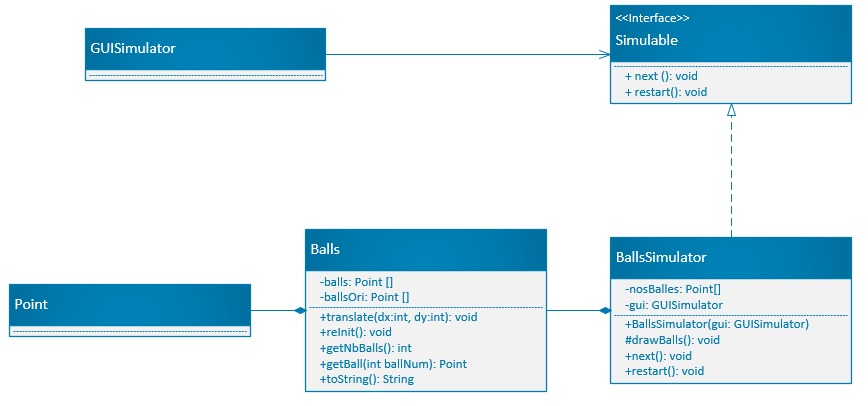 GUISimulator
<<Interface>>
Simulable
+ next (): void
+ restart(): void
Point
Balls
-balls: Point []
-ballsOri: Point []
+translate(dx:int, dy:int): void
+reInit(): void
+getNbBalls(): int
+getBall(int ballNum): Point
+toString(): String
BallsSimulator
-nosBalles: Point[]
-gui: GUISimulator
+BallsSimulator(gui: GUISimulator)
#drawBalls(): void
+next(): void
+restart(): void